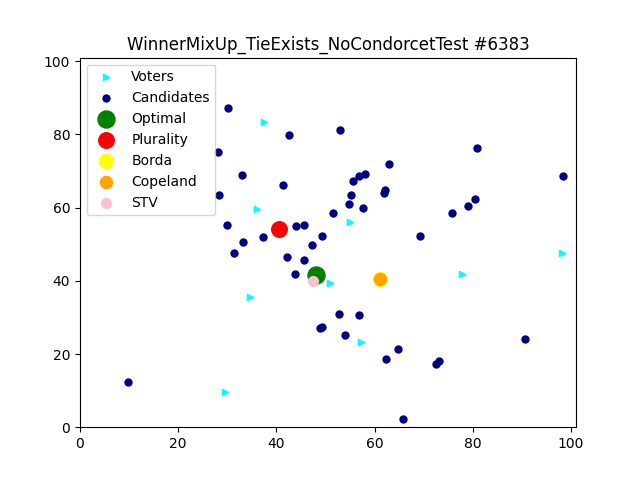 WinnerMixUp_TieExists_NoCondorcetTest #6383
Voters
Candidates
Optimal
Plurality
Borda
Copeland
STV
100
80
60
40
20
0
0 20 40 60 80 100